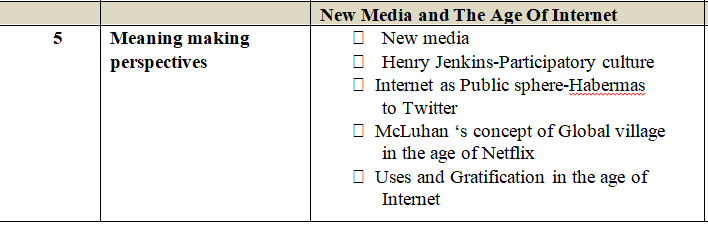 New Media and The Age Of Internet
5 Meaning making perspectives
New media
Henry Jenkins-Participatory culture
Internet as Public sphere-Habermas
to Twitter
McLuhan ‘s concept of Global village
in the age of Netflix
Uses and Gratification in the age of
Internet